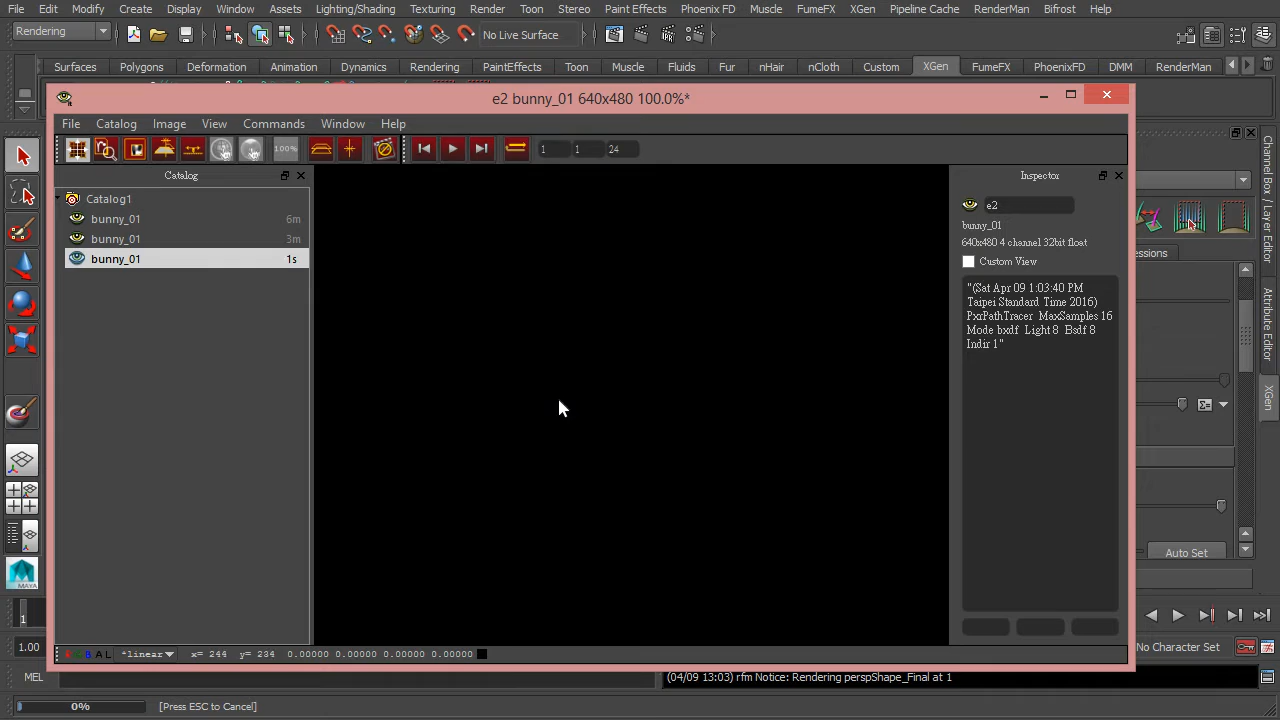 File Edit Modify Create Display Window Assets Lighting/Shading Texturing Render Toon Stereo Paint Effects Phoenix FD Muscle FumeFX XGen Pipeline Cache RenderMan Bifrost Help
Rendering No Live Surface
Surfaces Polygons Deformation Animation Dynamics Rendering PaintEffects Toon Muscle Fluids Fur nHair nCloth Custom XGen FumeFX PhoenixFD DMM RenderMan
e2 bunny_01 640x480 100.0%*
File Catalog Image View Commands Window Help
100% 1 1 24
Catalog
Catalog1
bunny_01 6m
bunny_01 3m
bunny_01 1s
Inspector
e2
bunny_01
640x480 4 channel 32bit float
Custom View
"(Sat Apr 09 1:03:40 PM
Taipei Standard Time 2016)
PxrPathTracer MaxSamples 16
Mode bxdf Light 8 Bsdf 8
Indir 1"
essions
Auto Set
Channel Box / Layer Editor
Attribute Editor
XGen
MAYA
R G B A L *linear x= 244 y= 234 0.00000 0.00000 0.00000 0.00000
1
1.00 No Character Set
MEL (04/09 13:03) rfm Notice: Rendering perspShape_Final at 1
0% [Press ESC to Cancel]